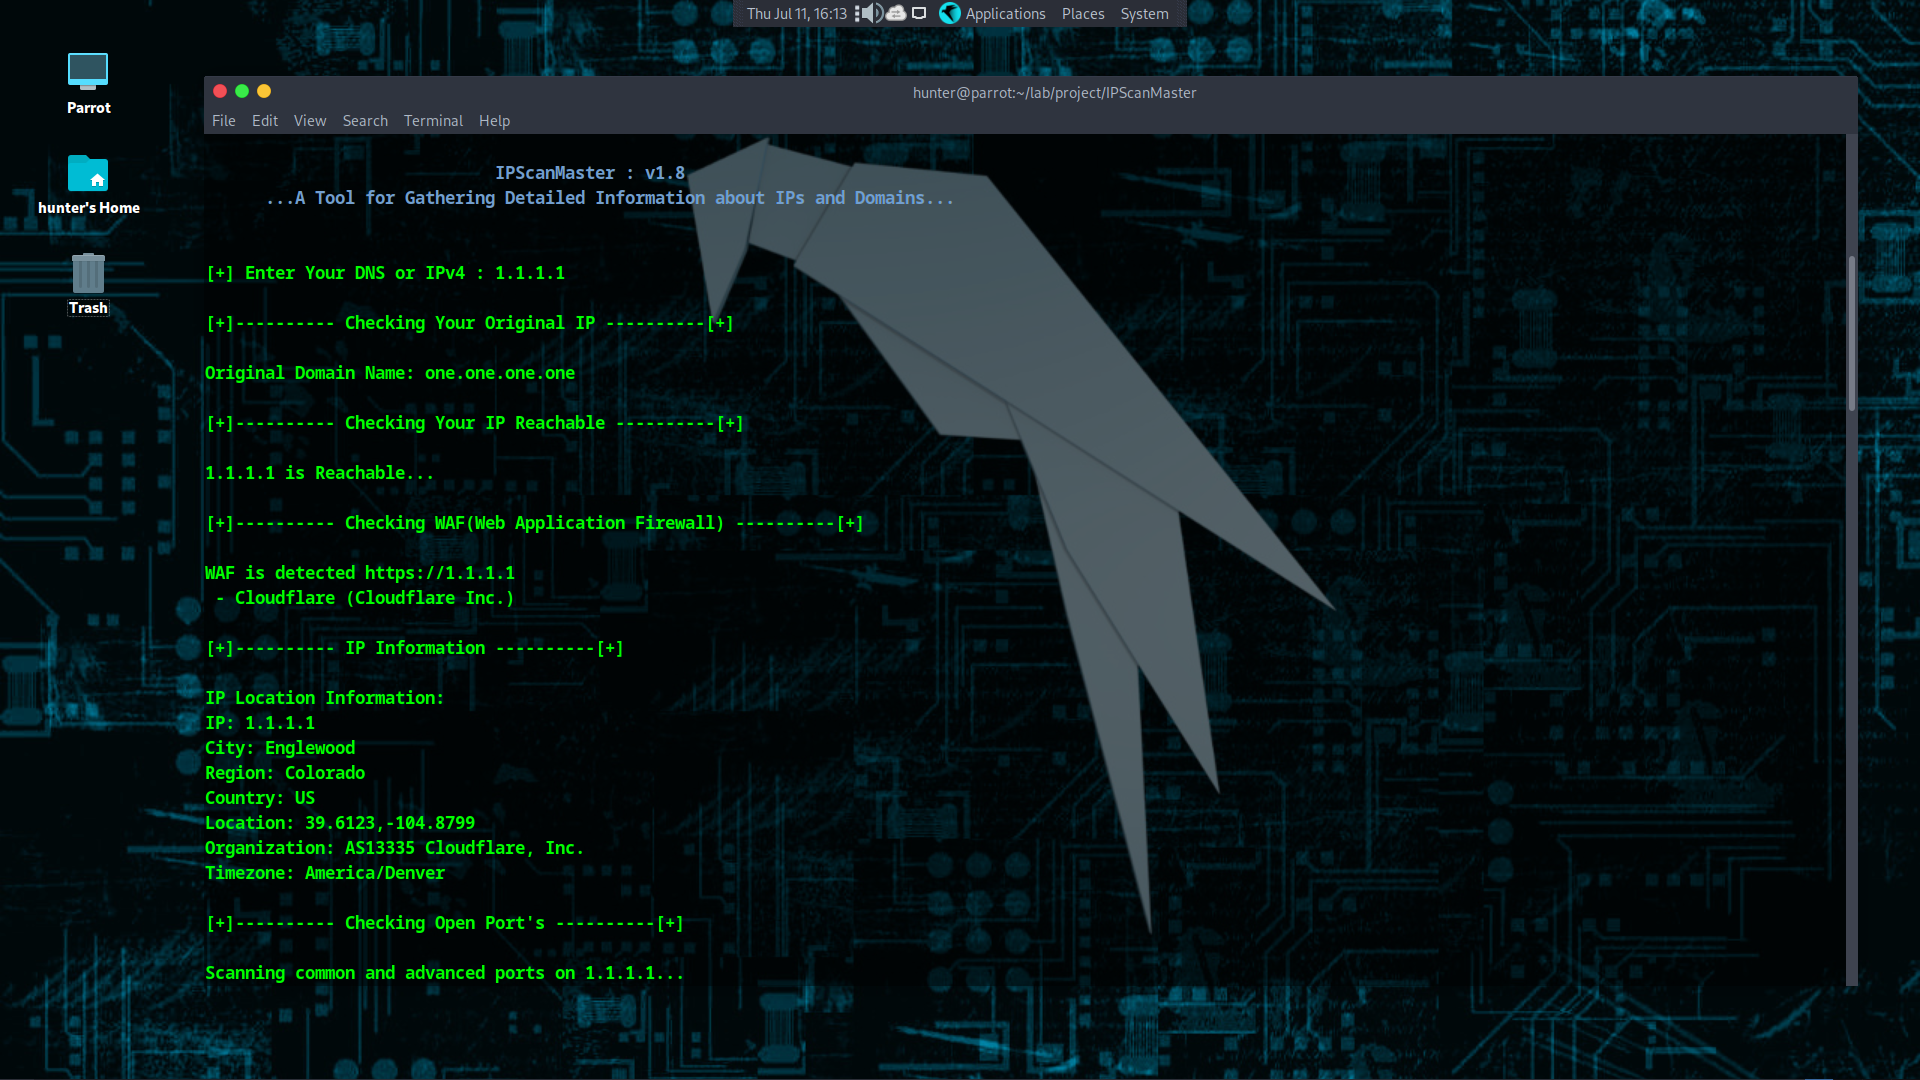 Thu Jul 11, 16:13 Applications Places System
Parrot
hunter's Home
Trash
hunter@parrot:~/lab/project/IPScanMaster
File Edit View Search Terminal Help
IPScanMaster : v1.8
...A Tool for Gathering Detailed Information about IPs and Domains...
[+] Enter Your DNS or IPv4 : 1.1.1.1
[+]---------- Checking Your Original IP ----------[+]
Original Domain Name: one.one.one.one
[+]---------- Checking Your IP Reachable ----------[+]
1.1.1.1 is Reachable...
[+]---------- Checking WAF(Web Application Firewall) ----------[+]
WAF is detected https://1.1.1.1
- Cloudflare (Cloudflare Inc.)
[+]---------- IP Information ----------[+]
IP Location Information:
IP: 1.1.1.1
City: Englewood
Region: Colorado
Country: US
Location: 39.6123,-104.8799
Organization: AS13335 Cloudflare, Inc.
Timezone: America/Denver
[+]---------- Checking Open Port's ----------[+]
Scanning common and advanced ports on 1.1.1.1...